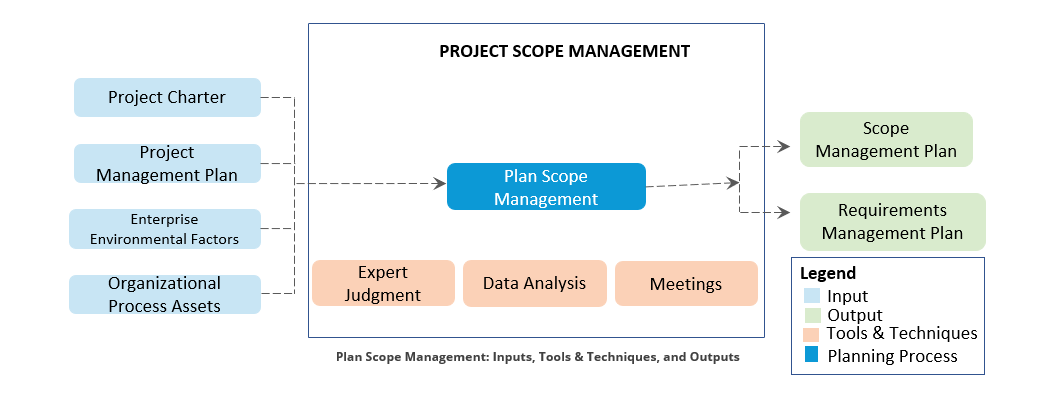 PROJECT SCOPE MANAGEMENT
Project Charter
Project
Management Plan
Enterprise
Environmental Factors
Organizational
Process Assets
Plan Scope
Management
Expert
Judgment
Data Analysis
Meetings
Scope
Management Plan
Requirements
Management Plan
Legend
Input
Output
Tools & Techniques
Planning Process
Plan Scope Management: Inputs, Tools & Techniques, and Outputs